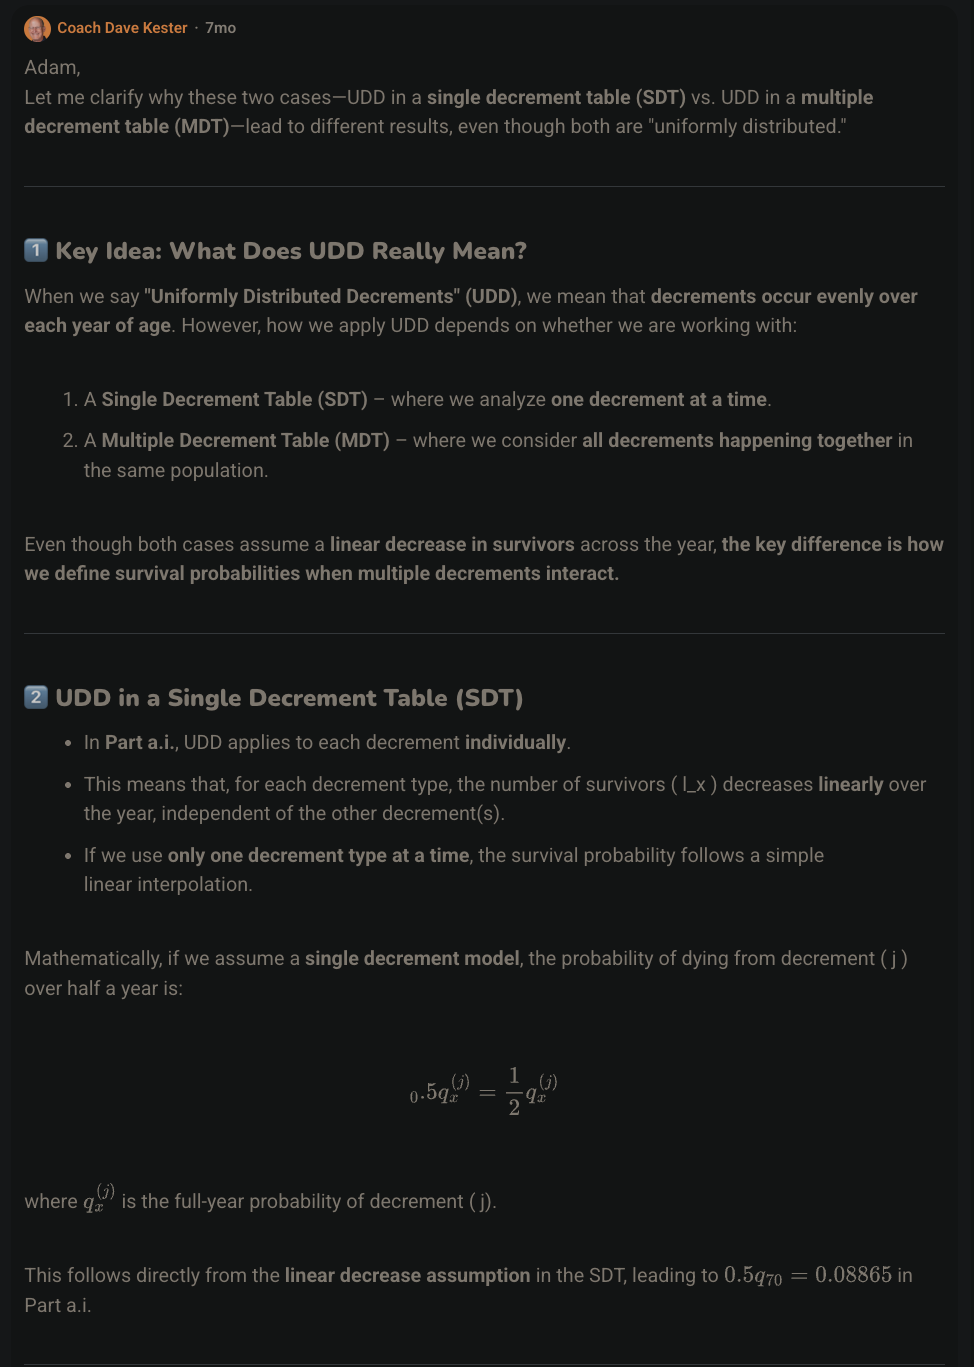 Coach Dave Kester · 7mo
Adam,
Let me clarify why these two cases—UDD in a single decrement table (SDT) vs. UDD in a multiple
decrement table (MDT)—lead to different results, even though both are "uniformly distributed."
1 Key Idea: What Does UDD Really Mean?
When we say "Uniformly Distributed Decrements" (UDD), we mean that decrements occur evenly over
each year of age. However, how we apply UDD depends on whether we are working with:
1. A Single Decrement Table (SDT) – where we analyze one decrement at a time.
2. A Multiple Decrement Table (MDT) – where we consider all decrements happening together in
the same population.
Even though both cases assume a linear decrease in survivors across the year, the key difference is how
we define survival probabilities when multiple decrements interact.
2 UDD in a Single Decrement Table (SDT)
• In Part a.i., UDD applies to each decrement individually.
• This means that, for each decrement type, the number of survivors ( l_x ) decreases linearly over
the year, independent of the other decrement(s).
• If we use only one decrement type at a time, the survival probability follows a simple
linear interpolation.
Mathematically, if we assume a single decrement model, the probability of dying from decrement ( j )
over half a year is:
$_0.5q_x^{(j)} = \frac{1}{2}q_x^{(j)}$
where $q_x^{(j)}$ is the full-year probability of decrement ( j).
This follows directly from the linear decrease assumption in the SDT, leading to $0.5q_{70} = 0.08865$ in
Part a.i.